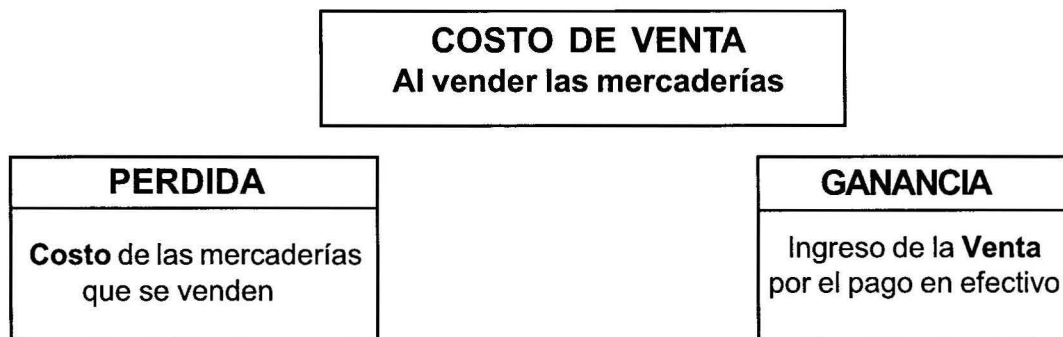 COSTO DE VENTA
Al vender las mercaderías
PERDIDA
Costo de las mercaderías
que se venden
GANANCIA
Ingreso de la Venta
por el pago en efectivo